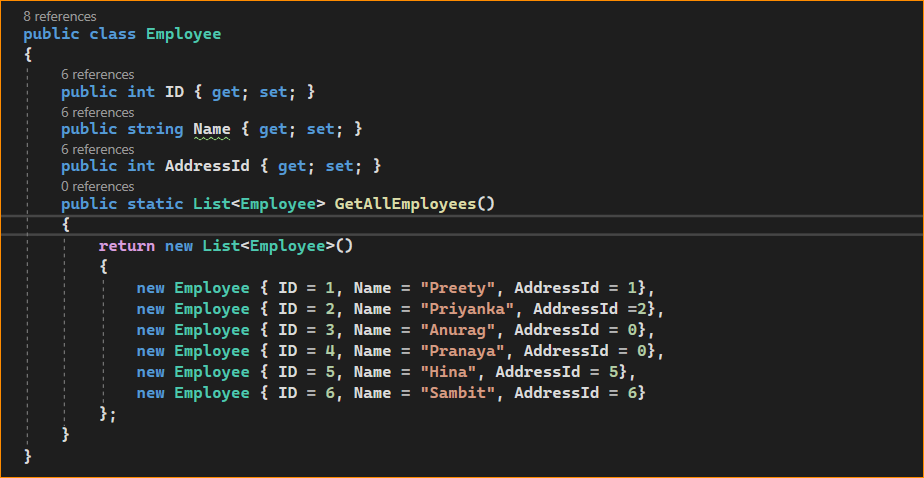 8 references
public class Employee
{
6 references
public int ID { get; set; }
6 references
public string Name { get; set; }
6 references
public int AddressId { get; set; }
0 references
public static List<Employee> GetAllEmployees()
{
return new List<Employee>()
{
new Employee { ID = 1, Name = "Preety", AddressId = 1},
new Employee { ID = 2, Name = "Priyanka", AddressId =2},
new Employee { ID = 3, Name = "Anurag", AddressId = 0},
new Employee { ID = 4, Name = "Pranaya", AddressId = 0},
new Employee { ID = 5, Name = "Hina", AddressId = 5},
new Employee { ID = 6, Name = "Sambit", AddressId = 6}
};
}
}